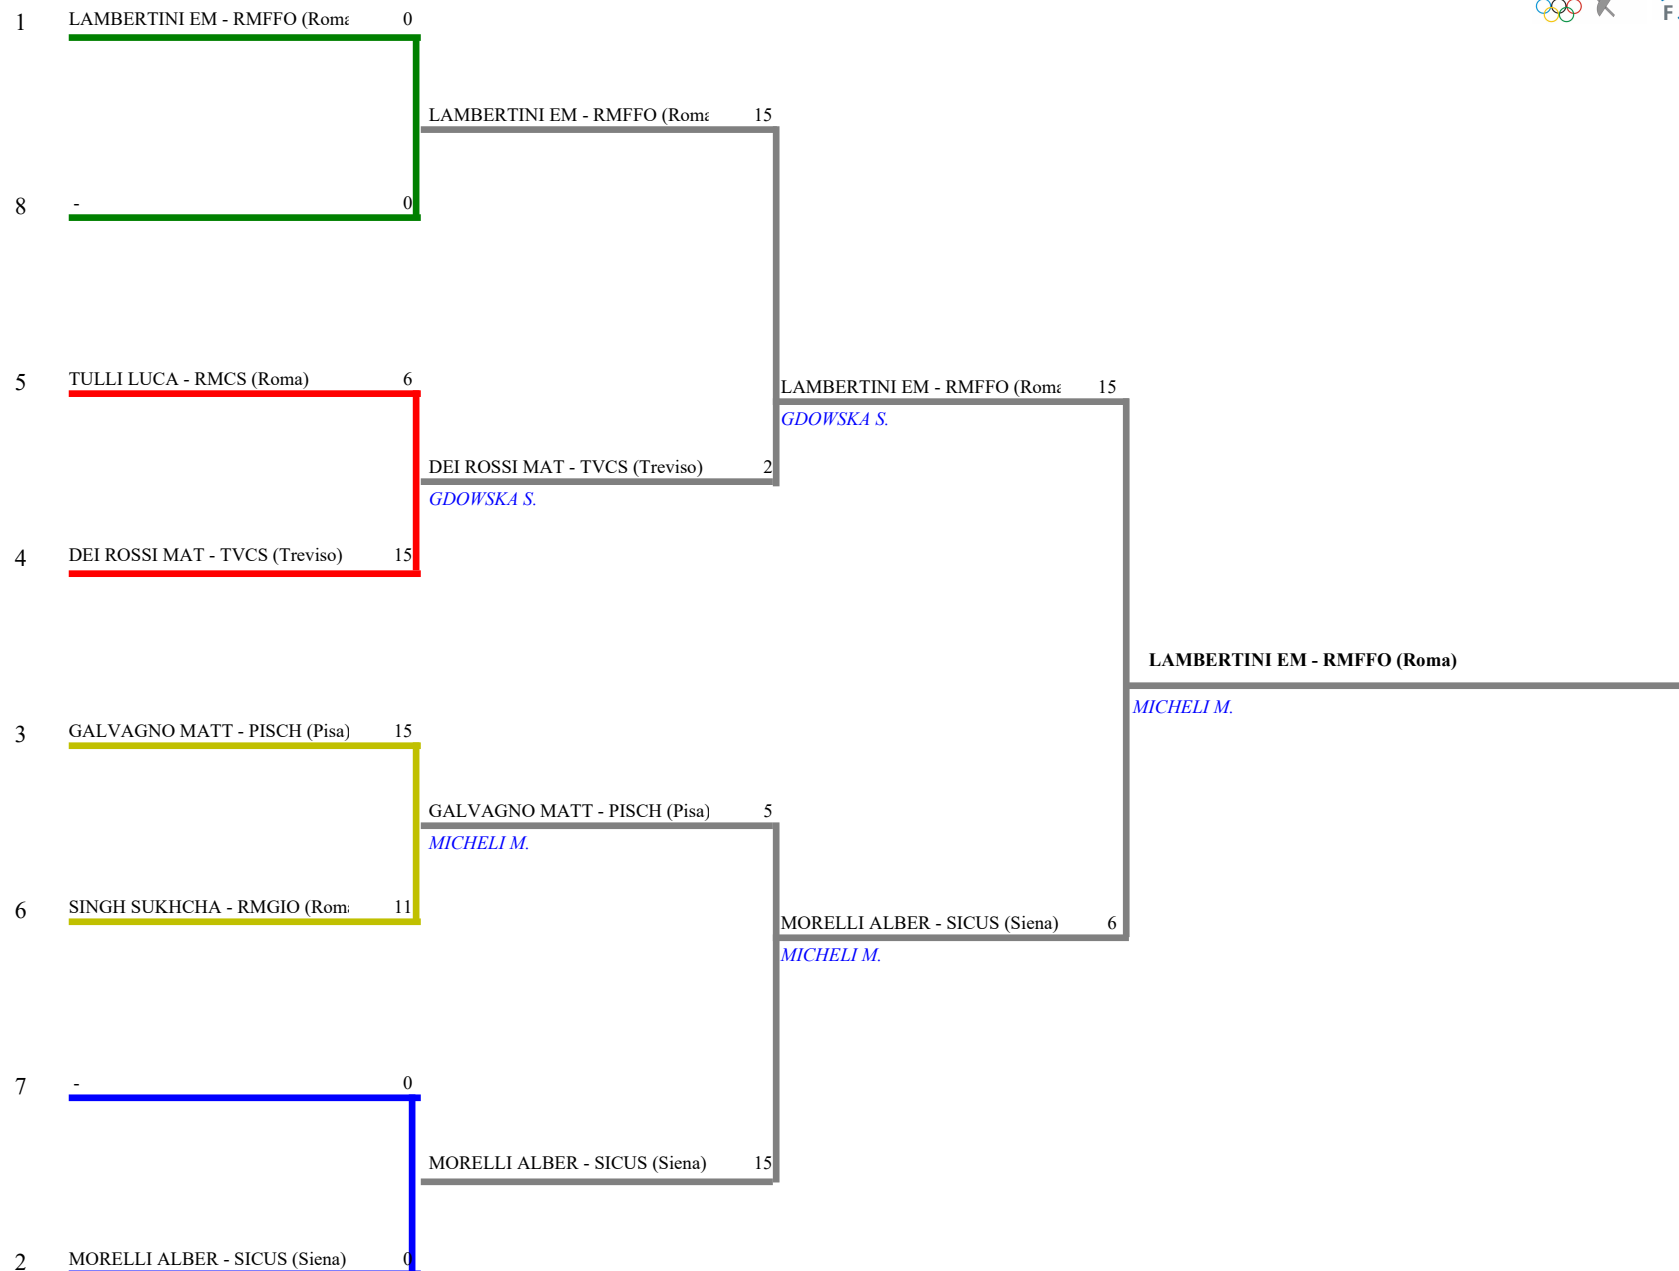 1 LAMBERTINI EM - RMFFO (Roma 0
LAMBERTINI EM - RMFFO (Roma 15
8 - 0
5 TULLI LUCA - RMCS (Roma) 6
LAMBERTINI EM - RMFFO (Roma 15
GDOWSKA S.
DEI ROSSI MAT - TVCS (Treviso) 2
GDOWSKA S.
4 DEI ROSSI MAT - TVCS (Treviso) 15
LAMBERTINI EM - RMFFO (Roma)
MICHELI M.
3 GALVAGNO MATT - PISCH (Pisa) 15
GALVAGNO MATT - PISCH (Pisa) 5
MICHELI M.
6 SINGH SUKHCHA - RMGIO (Roma 11
MORELLI ALBER - SICUS (Siena) 6
MICHELI M.
7 - 0
MORELLI ALBER - SICUS (Siena) 15
2 MORELLI ALBER - SICUS (Siena) 0